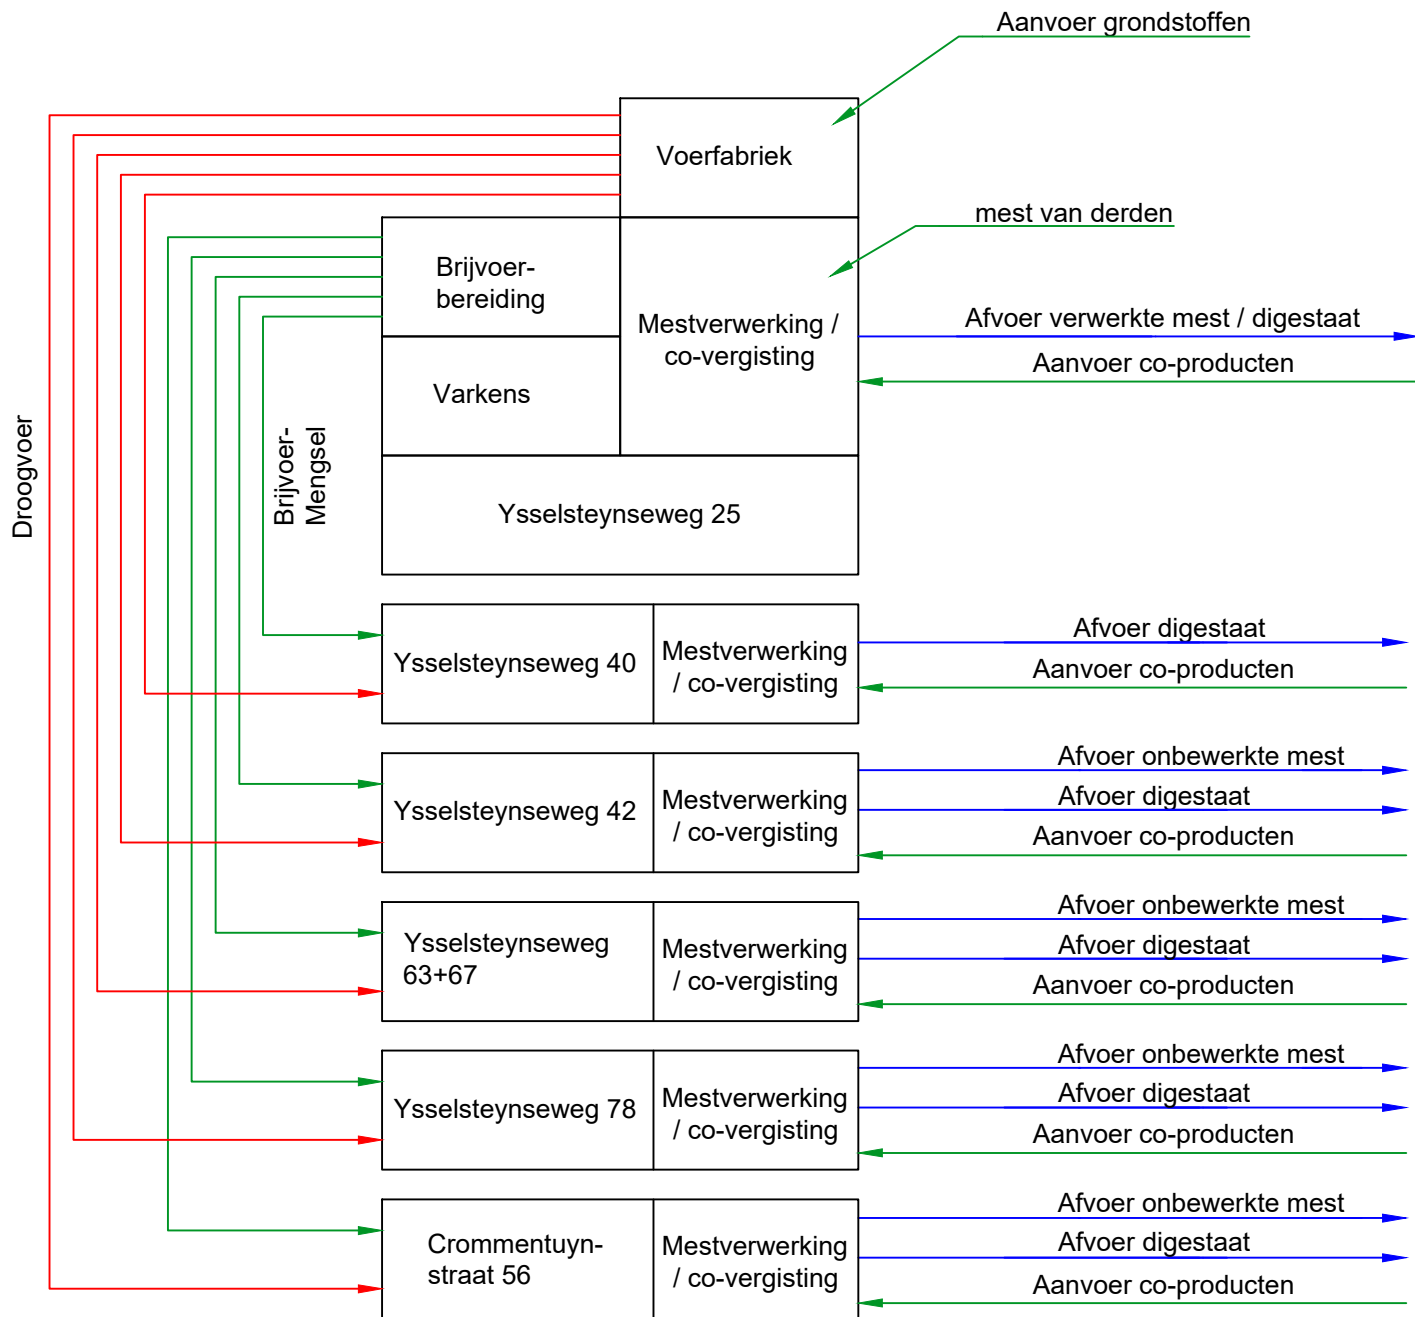 Aanvoer grondstoffen
Voerfabriek
mest van derden
Brijvoer-
bereiding
Mestverwerking /
co-vergisting
Afvoer verwerkte mest / digestaat
Aanvoer co-producten
Varkens
Droogvoer
Brijvoer-
Mengsel
Ysselsteynseweg 25
Ysselsteynseweg 40
Mestverwerking
/ co-vergisting
Afvoer digestaat
Aanvoer co-producten
Ysselsteynseweg 42
Mestverwerking
/ co-vergisting
Afvoer onbewerkte mest
Afvoer digestaat
Aanvoer co-producten
Ysselsteynseweg
63+67
Mestverwerking
/ co-vergisting
Afvoer onbewerkte mest
Afvoer digestaat
Aanvoer co-producten
Ysselsteynseweg 78
Mestverwerking
/ co-vergisting
Afvoer onbewerkte mest
Afvoer digestaat
Aanvoer co-producten
Crommentuyn-
straat 56
Mestverwerking
/ co-vergisting
Afvoer onbewerkte mest
Afvoer digestaat
Aanvoer co-producten